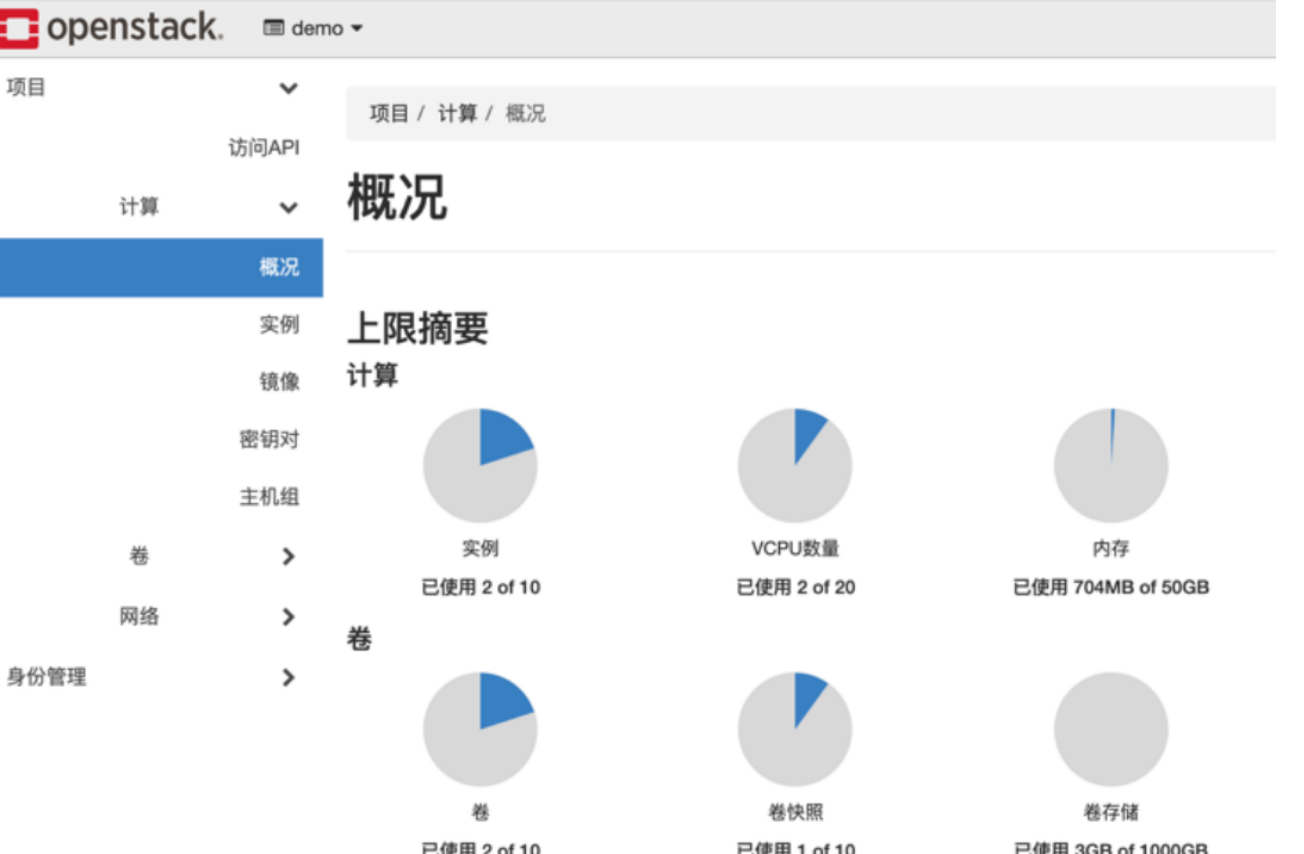 openstack. demo
项目
访问API
计算
概况
实例
镜像
密钥对
主机组
卷
网络
身份管理
项目 / 计算 / 概况
概况
上限摘要
计算
实例 VCPU数量 内存
已使用 2 of 10 已使用 2 of 20 已使用 704MB of 50GB
卷
卷 卷快照 卷存储
已使用 2 of 10 已使用 1 of 10 已使用 3GB of 1000GB